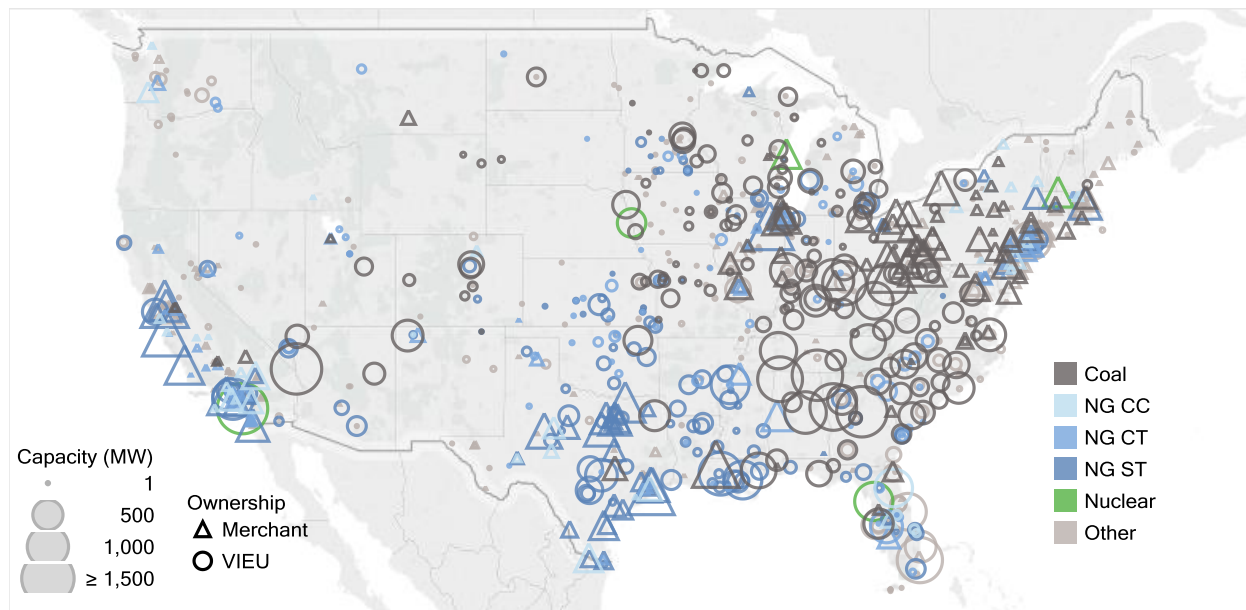 Capacity (MW)
1
500
1,000
≥ 1,500
Ownership
Merchant
VIEU
Coal
NG CC
NG CT
NG ST
Nuclear
Other